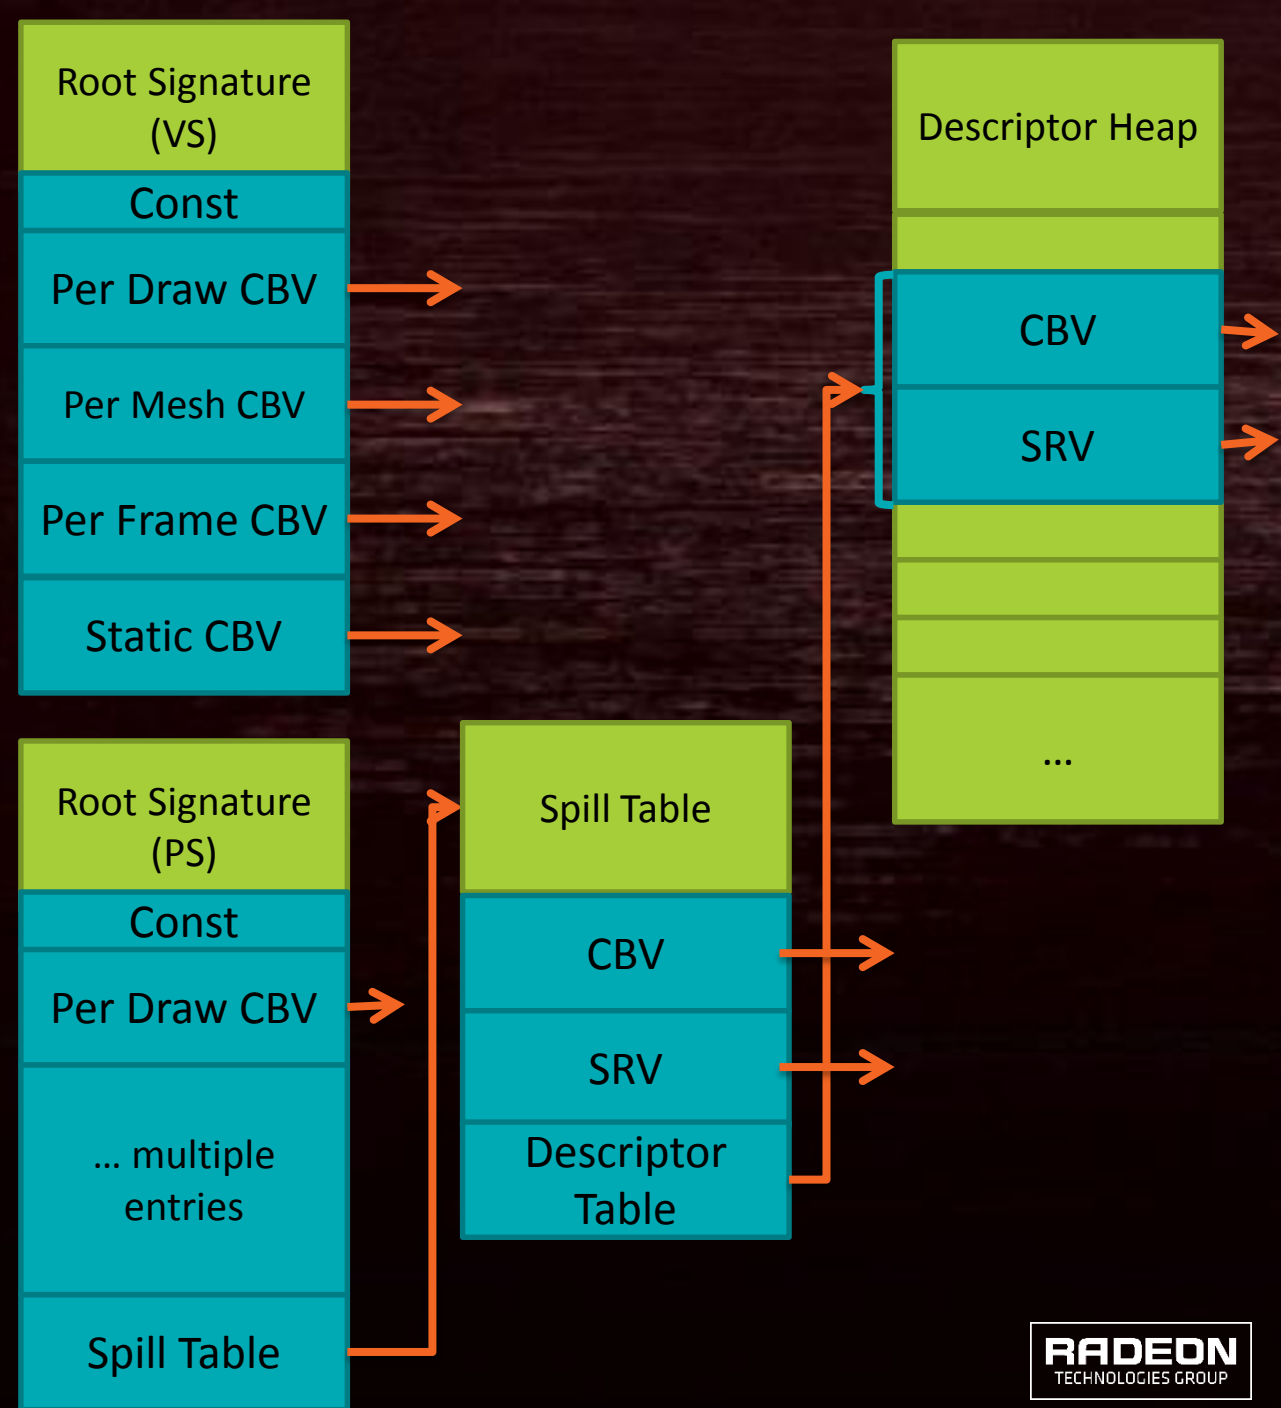 Root Signature
(VS)
Const
Per Draw CBV
Per Mesh CBV
Per Frame CBV
Static CBV
Descriptor Heap
CBV
SRV
...
Root Signature
(PS)
Const
Per Draw CBV
... multiple
entries
Spill Table
Spill Table
CBV
SRV
Descriptor
Table
RADEON
TECHNOLOGIES GROUP